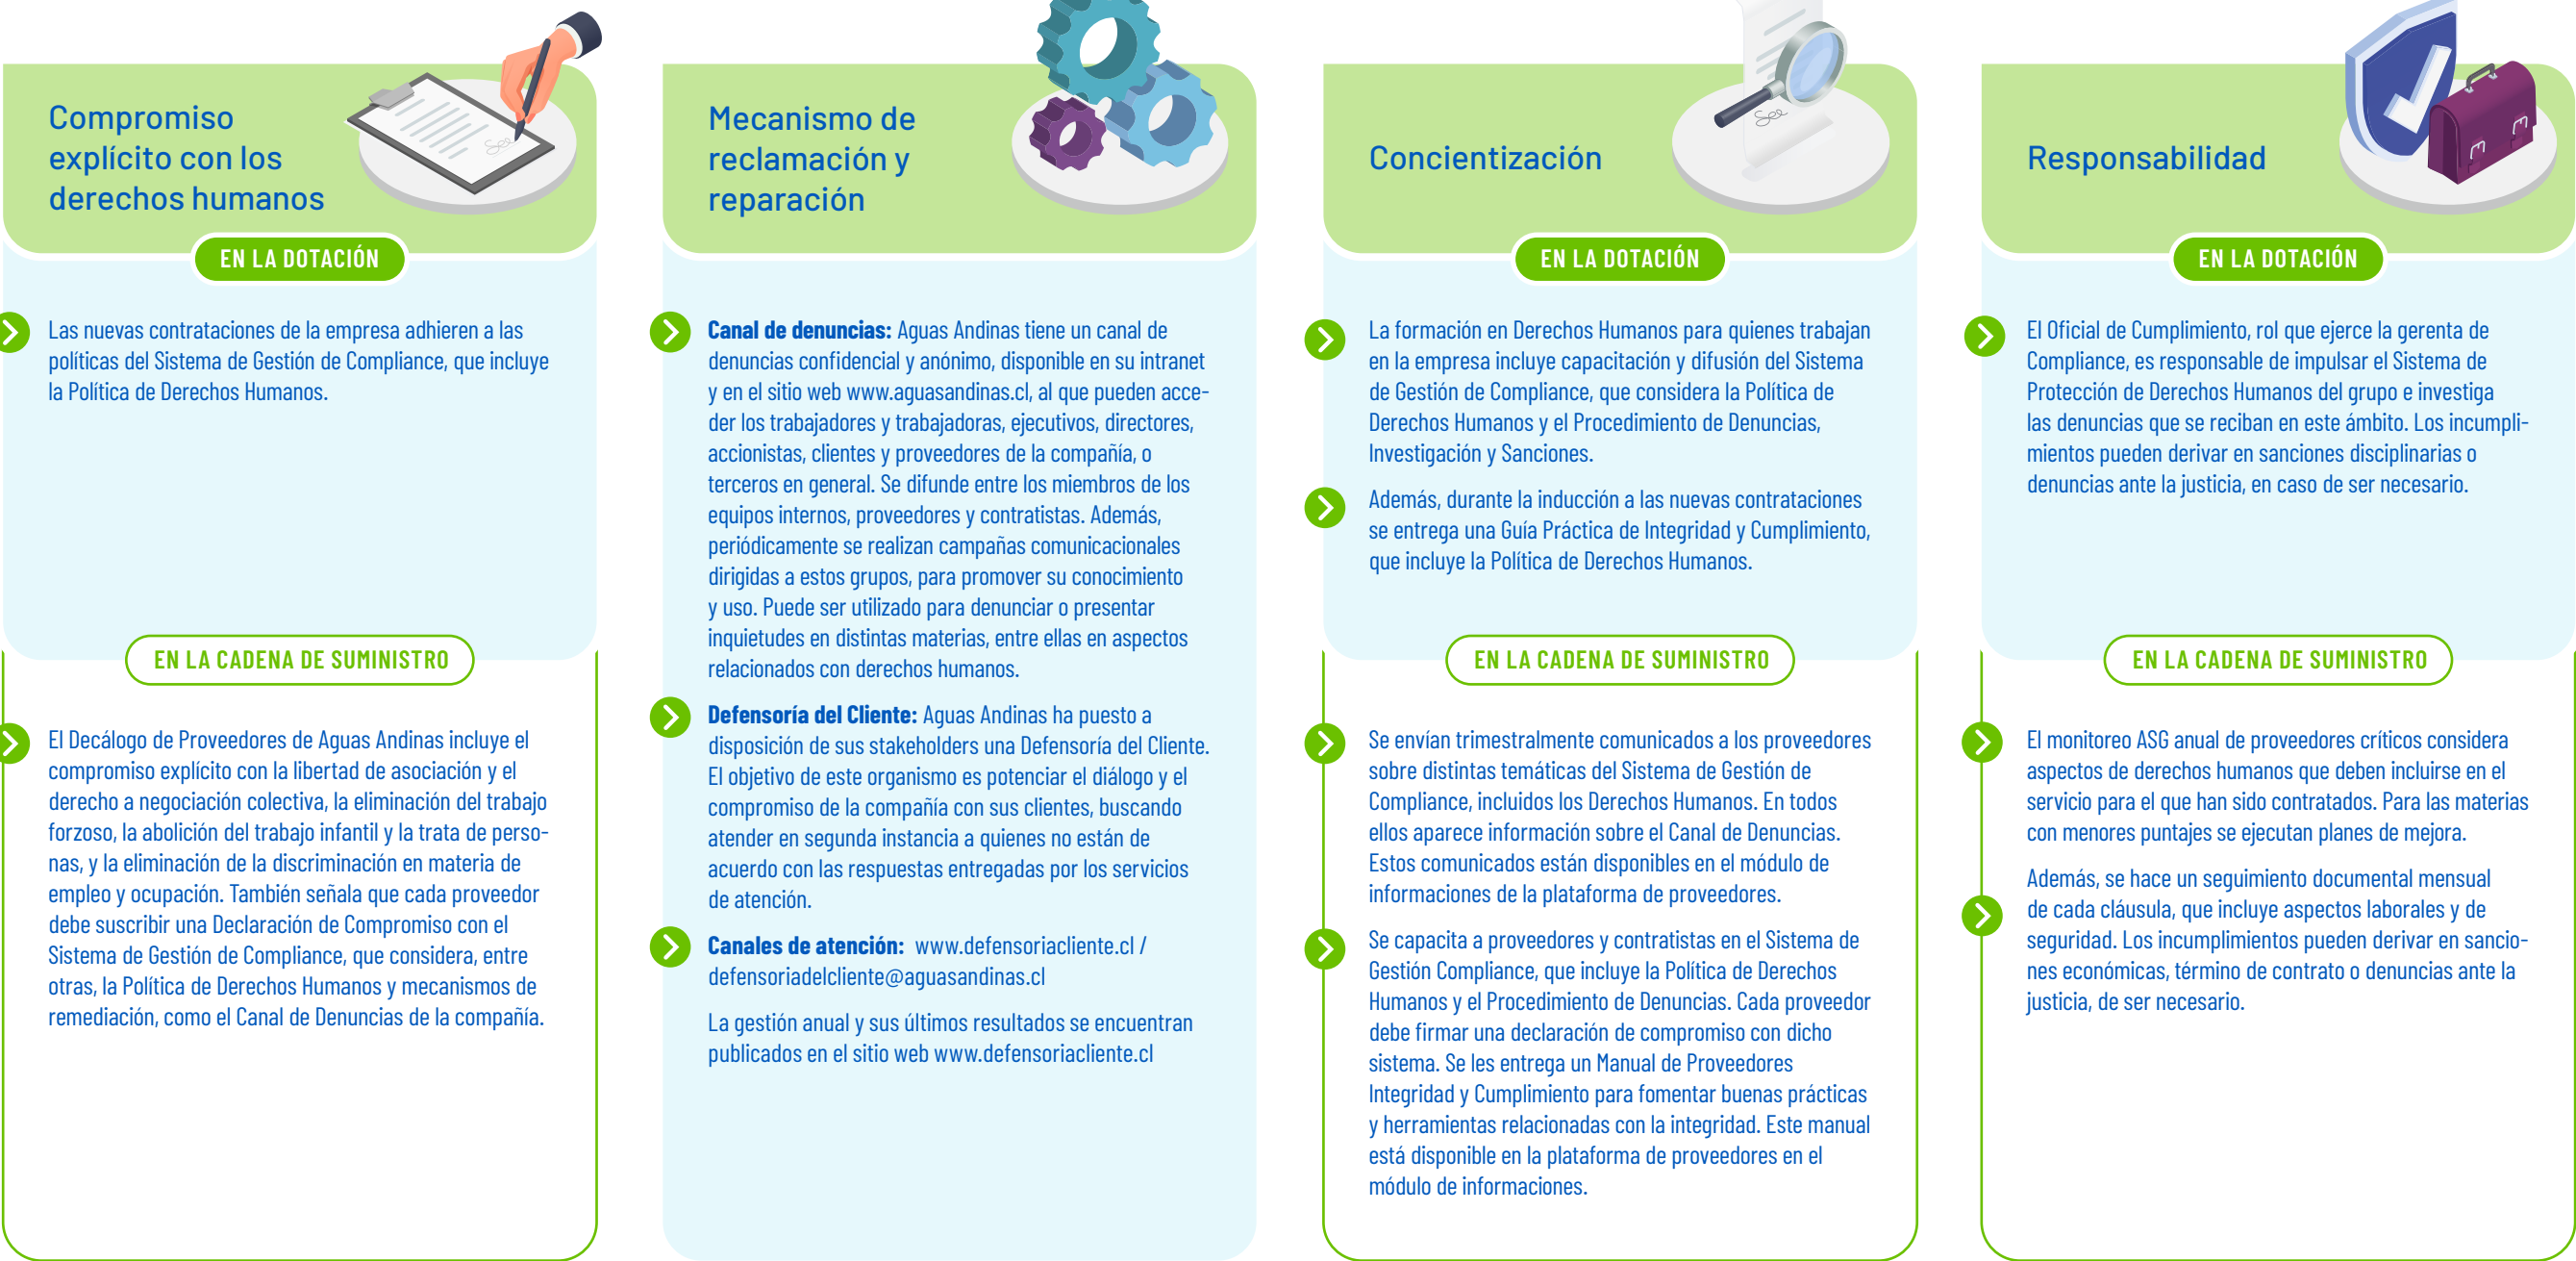 Compromiso
explícito con los
derechos humanos
EN LA DOTACIÓN
Las nuevas contrataciones de la empresa adhieren a las
políticas del Sistema de Gestión de Compliance, que incluye
la Política de Derechos Humanos.
EN LA CADENA DE SUMINISTRO
El Decálogo de Proveedores de Aguas Andinas incluye el
compromiso explícito con la libertad de asociación y el
derecho a negociación colectiva, la eliminación del trabajo
forzoso, la abolición del trabajo infantil y la trata de perso-
nas, y la eliminación de la discriminación en materia de
empleo y ocupación. También señala que cada proveedor
debe suscribir una Declaración de Compromiso con el
Sistema de Gestión de Compliance, que considera, entre
otras, la Política de Derechos Humanos y mecanismos de
remediación, como el Canal de Denuncias de la compañía.
Mecanismo de
reclamación y
reparación
Canal de denuncias: Aguas Andinas tiene un canal de
denuncias confidencial y anónimo, disponible en su intranet
y en el sitio web www.aguasandinas.cl, al que pueden acce-
der los trabajadores y trabajadoras, ejecutivos, directores,
accionistas, clientes y proveedores de la compañía, o
terceros en general. Se difunde entre los miembros de los
equipos internos, proveedores y contratistas. Además,
periódicamente se realizan campañas comunicacionales
dirigidas a estos grupos, para promover su conocimiento
y uso. Puede ser utilizado para denunciar o presentar
inquietudes en distintas materias, entre ellas en aspectos
relacionados con derechos humanos.
Defensoría del Cliente: Aguas Andinas ha puesto a
disposición de sus stakeholders una Defensoría del Cliente.
El objetivo de este organismo es potenciar el diálogo y el
compromiso de la compañía con sus clientes, buscando
atender en segunda instancia a quienes no están de
acuerdo con las respuestas entregadas por los servicios
de atención.
Canales de atención: www.defensoriacliente.cl /
defensoriadelcliente@aguasandinas.cl
La gestión anual y sus últimos resultados se encuentran
publicados en el sitio web www.defensoriacliente.cl
Concientización
EN LA DOTACIÓN
La formación en Derechos Humanos para quienes trabajan
en la empresa incluye capacitación y difusión del Sistema
de Gestión de Compliance, que considera la Política de
Derechos Humanos y el Procedimiento de Denuncias,
Investigación y Sanciones.
Además, durante la inducción a las nuevas contrataciones
se entrega una Guía Práctica de Integridad y Cumplimiento,
que incluye la Política de Derechos Humanos.
EN LA CADENA DE SUMINISTRO
Se envían trimestralmente comunicados a los proveedores
sobre distintas temáticas del Sistema de Gestión de
Compliance, incluidos los Derechos Humanos. En todos
ellos aparece información sobre el Canal de Denuncias.
Estos comunicados están disponibles en el módulo de
informaciones de la plataforma de proveedores.
Se capacita a proveedores y contratistas en el Sistema de
Gestión Compliance, que incluye la Política de Derechos
Humanos y el Procedimiento de Denuncias. Cada proveedor
debe firmar una declaración de compromiso con dicho
sistema. Se les entrega un Manual de Proveedores
Integridad y Cumplimiento para fomentar buenas prácticas
y herramientas relacionadas con la integridad. Este manual
está disponible en la plataforma de proveedores en el
módulo de informaciones.
Responsabilidad
EN LA DOTACIÓN
El Oficial de Cumplimiento, rol que ejerce la gerenta de
Compliance, es responsable de impulsar el Sistema de
Protección de Derechos Humanos del grupo e investiga
las denuncias que se reciban en este ámbito. Los incumpli-
mientos pueden derivar en sanciones disciplinarias o
denuncias ante la justicia, en caso de ser necesario.
EN LA CADENA DE SUMINISTRO
El monitoreo ASG anual de proveedores críticos considera
aspectos de derechos humanos que deben incluirse en el
servicio para el que han sido contratados. Para las materias
con menores puntajes se ejecutan planes de mejora.
Además, se hace un seguimiento documental mensual
de cada cláusula, que incluye aspectos laborales y de
seguridad. Los incumplimientos pueden derivar en sancio-
nes económicas, término de contrato o denuncias ante la
justicia, de ser necesario.